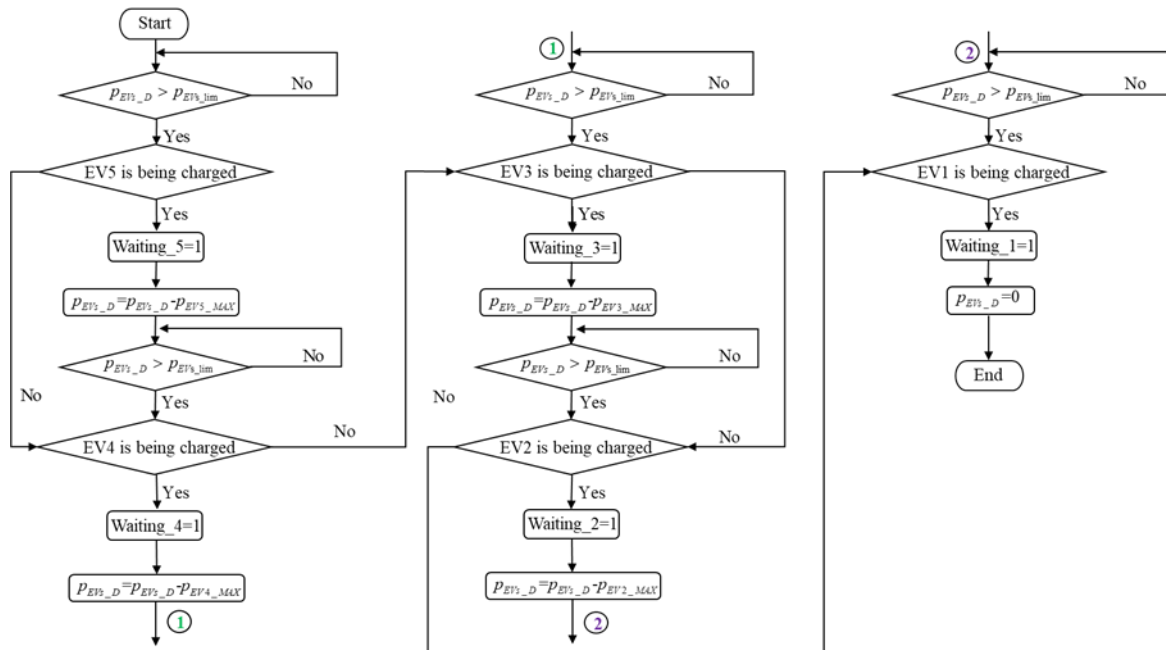 Start
p_EVs_D > p_EVs_lim
No
Yes
EV5 is being charged
Yes
Waiting_5=1
p_EVs_D=p_EVs_D-p_EV5_MAX
p_EVs_D > p_EVs_lim
No
No
Yes
EV4 is being charged
No
Yes
Waiting_4=1
p_EVs_D=p_EVs_D-p_EV4_MAX
1
1
p_EVs_D > p_EVs_lim
No
Yes
EV3 is being charged
Yes
Waiting_3=1
p_EVs_D=p_EVs_D-p_EV3_MAX
p_EVs_D > p_EVs_lim
No
No
Yes
EV2 is being charged
No
Yes
Waiting_2=1
p_EVs_D=p_EVs_D-p_EV2_MAX
2
2
p_EVs_D > p_EVs_lim
No
Yes
EV1 is being charged
Yes
Waiting_1=1
p_EVs_D=0
End